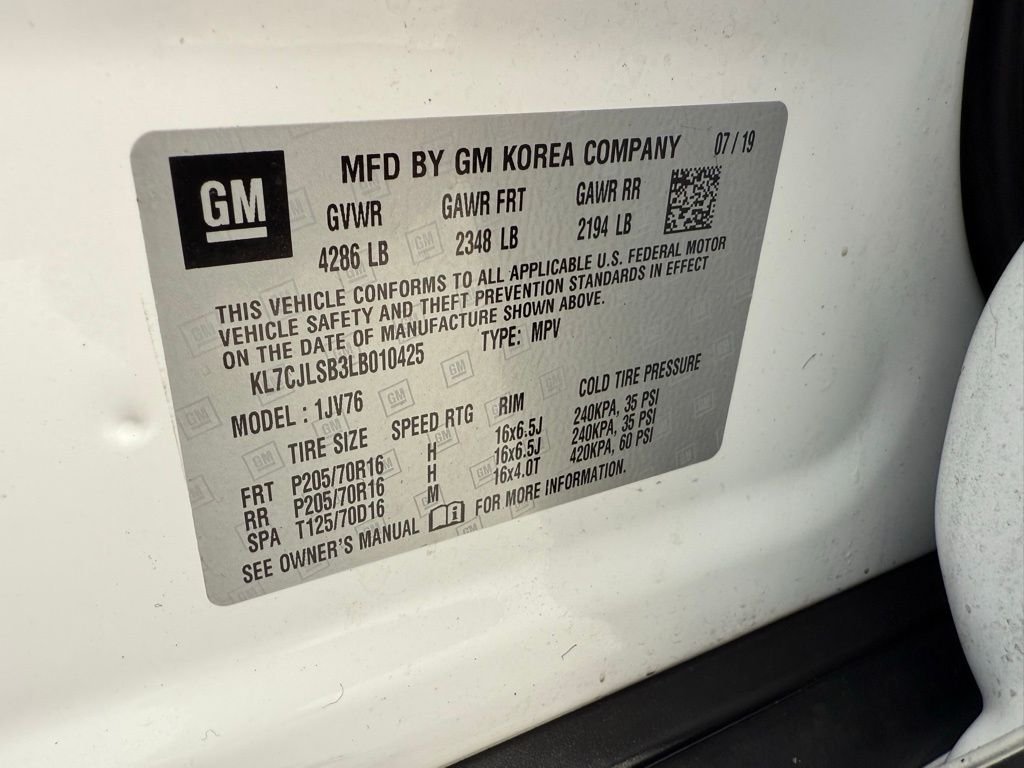 GM
MFD BY GM KOREA COMPANY 07/19
GVWR GAWR FRT GAWR RR
4286 LB 2348 LB 2194 LB
THIS VEHICLE CONFORMS TO ALL APPLICABLE U.S. FEDERAL MOTOR
VEHICLE SAFETY AND THEFT PREVENTION STANDARDS IN EFFECT
ON THE DATE OF MANUFACTURE SHOWN ABOVE.
KL7CJLSB3LB010425 TYPE: MPV
MODEL : 1JV76
TIRE SIZE SPEED RTG RIM COLD TIRE PRESSURE
FRT P205/70R16 H 16x6.5J 240KPA, 35 PSI
RR P205/70R16 H 16x6.5J 240KPA, 35 PSI
SPA T125/70D16 M 16x4.0T 420KPA, 60 PSI
SEE OWNER'S MANUAL FOR MORE INFORMATION.